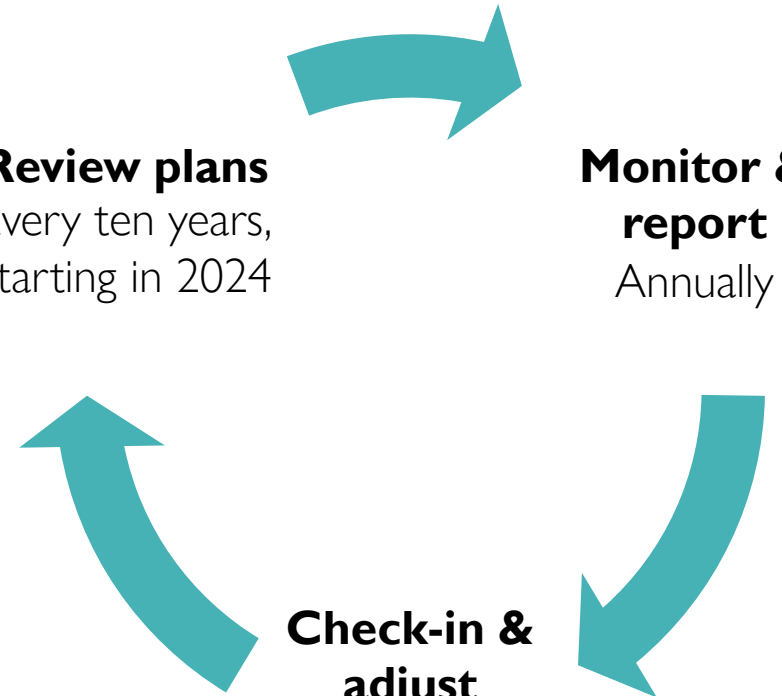 Review plans
very ten years,
tarting in 2024
Monitor &
report
Annually
Check-in &
adjust